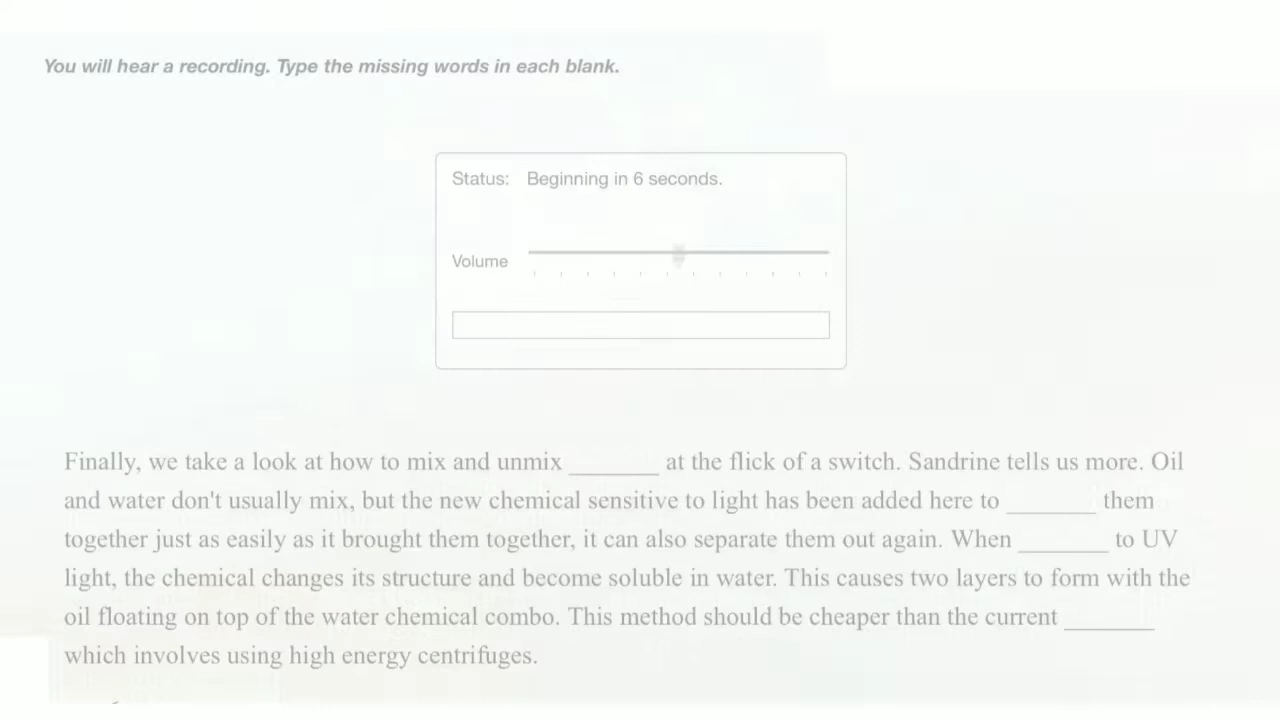 You will hear a recording. Type the missing words in each blank.
Status: Beginning in 6 seconds.
Volume
Finally, we take a look at how to mix and unmix _______ at the flick of a switch. Sandrine tells us more. Oil
and water don't usually mix, but the new chemical sensitive to light has been added here to _______ them
together just as easily as it brought them together, it can also separate them out again. When _______ to UV
light, the chemical changes its structure and become soluble in water. This causes two layers to form with the
oil floating on top of the water chemical combo. This method should be cheaper than the current _______
which involves using high energy centrifuges.